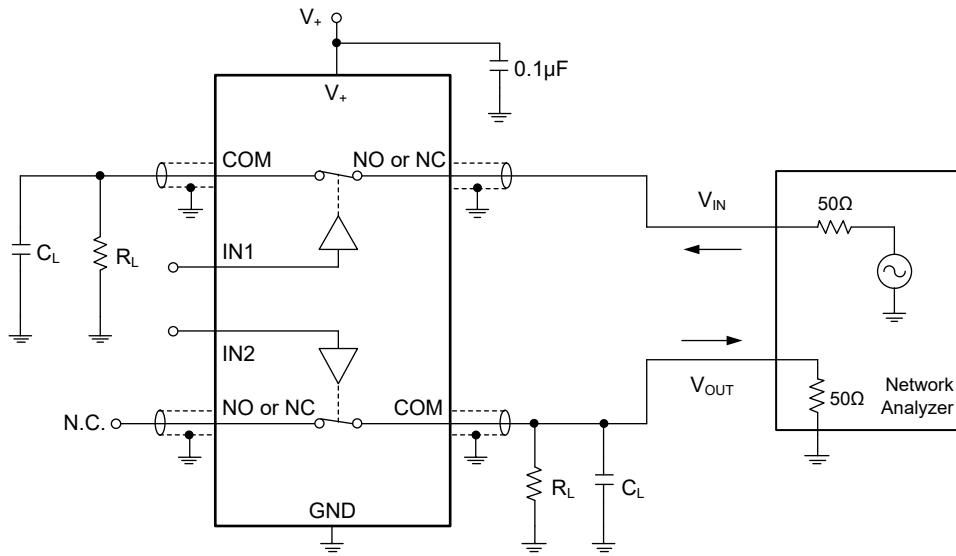 V+
0.1µF
V+
COM
NO or NC
VIN
50Ω
CL
RL
IN1
IN2
VOUT
50Ω
Network
Analyzer
NO or NC
COM
N.C.
RL
CL
GND